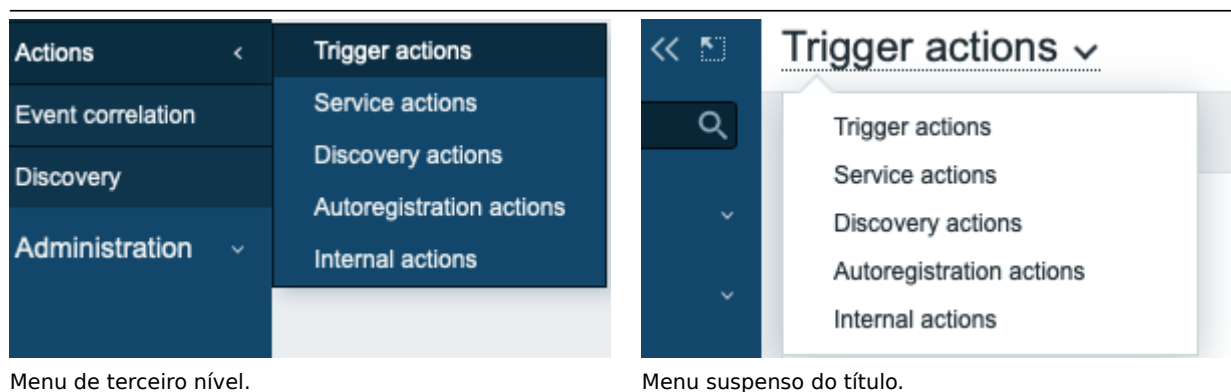 Actions
Event correlation
Discovery
Administration
Trigger actions
Service actions
Discovery actions
Autoregistration actions
Internal actions
Menu de terceiro nível.
Trigger actions
Trigger actions
Service actions
Discovery actions
Autoregistration actions
Internal actions
Menu suspenso do título.